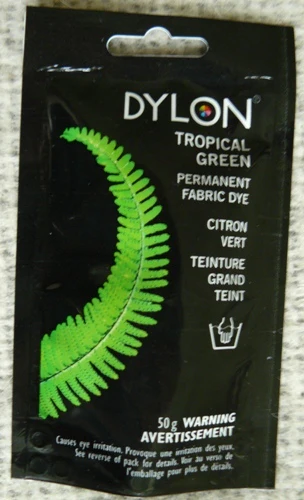 DYLON®
TROPICAL
GREEN
PERMANENT
FABRIC DYE
CITRON
VERT
TEINTURE
GRAND
TEINT
50g WARNING
AVERTISSEMENT
Causes eye irritation. Provoque une irritation des yeux.
See reverse of pack for details. Voir au verso de
l'emballage pour plus de détails.